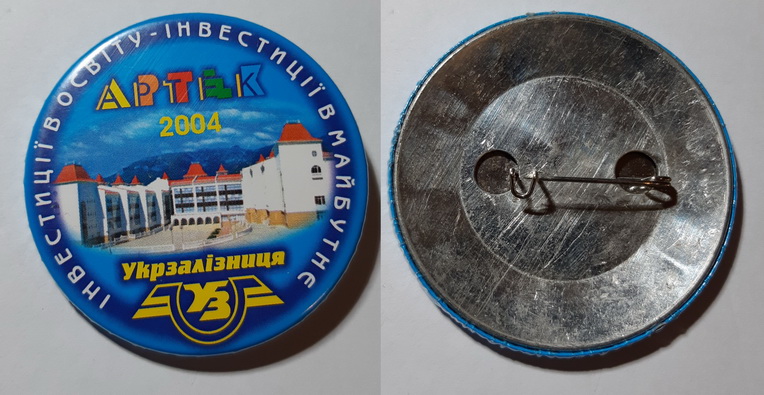 ІНВЕСТИЦІЇ В ОСВІТУ - ІНВЕСТИЦІЇ В МАЙБУТНЄ
АРТЕК
2004
Укрзалізниця
УЗ